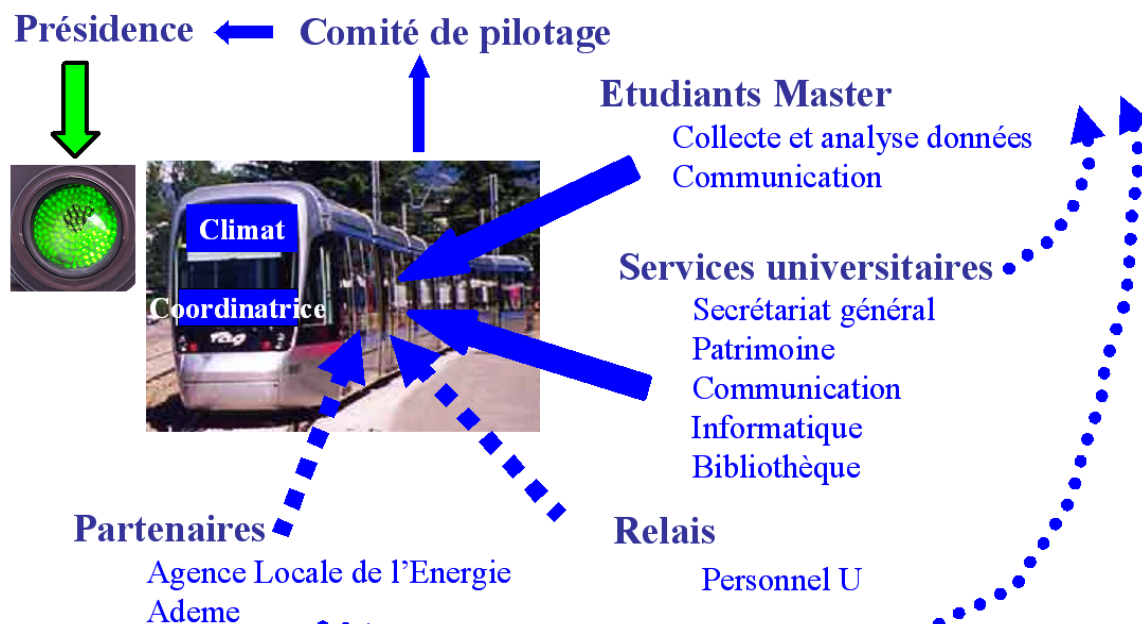 Présidence
Comité de pilotage
Etudiants Master
Collecte et analyse données
Communication
Climat
Coordinatrice
Tag
Services universitaires
Secrétariat général
Patrimoine
Communication
Informatique
Bibliothèque
Partenaires
Agence Locale de l’Energie
Ademe
Relais
Personnel U